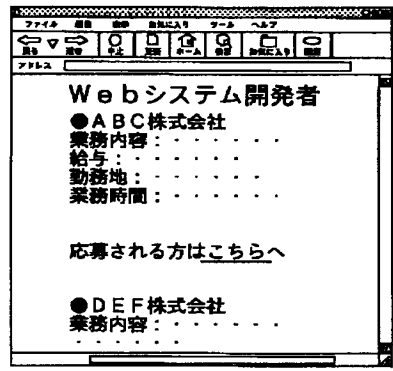 ファイル 編集 表示 お気に入り ツール ヘルプ
戻る 進む 中止 更新 ホーム 検索 お気に入り 履歴
アドレス
Webシステム開発者
●ABC株式会社
業務内容:・・・・・・
給与:・・・・・・
勤務地:・・・・・・
業務時間:・・・・・・
応募される方はこちらへ
●DEF株式会社
業務内容:・・・・・・
・・・・・・